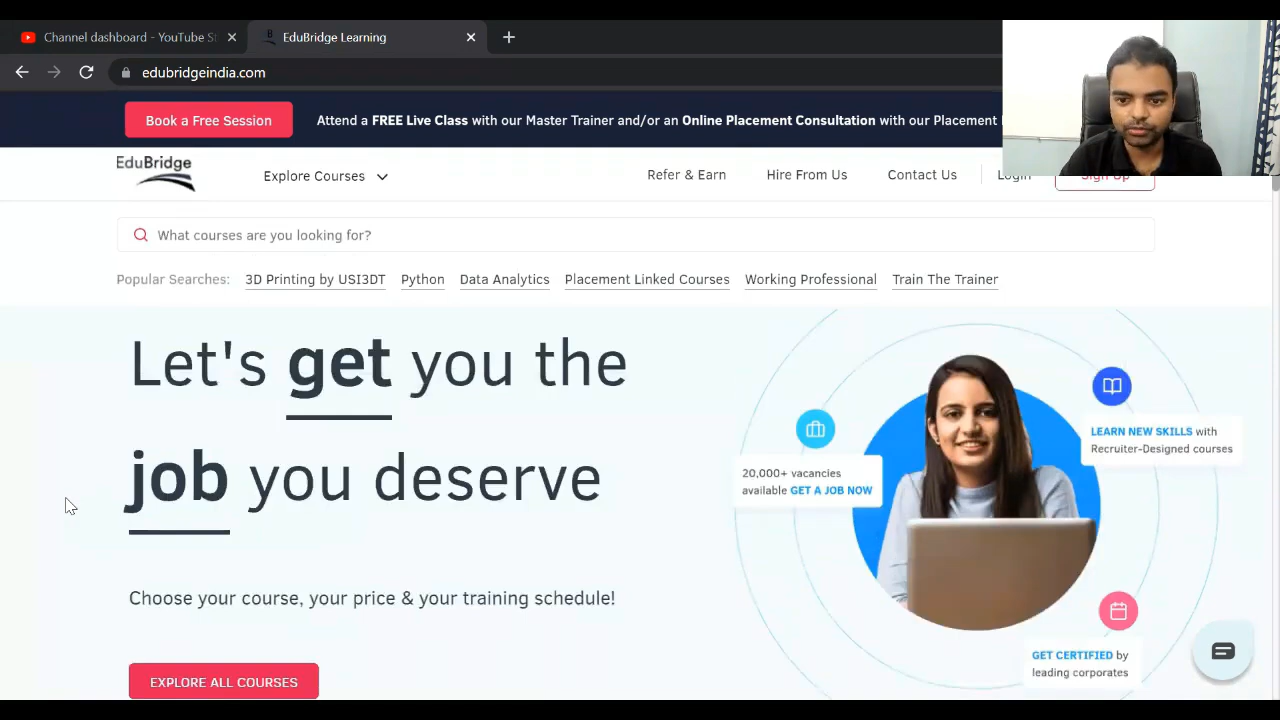 Channel dashboard - YouTube St
EduBridge Learning
edubridgeindia.com
Book a Free Session
Attend a FREE Live Class with our Master Trainer and/or an Online Placement Consultation with our Placement
EduBridge
Explore Courses
Refer & Earn
Hire From Us
Contact Us
Login
Sign Up
What courses are you looking for?
Popular Searches: 3D Printing by USI3DT Python Data Analytics Placement Linked Courses Working Professional Train The Trainer
Let's get you the
job you deserve
Choose your course, your price & your training schedule!
EXPLORE ALL COURSES
20,000+ vacancies
available GET A JOB NOW
LEARN NEW SKILLS with
Recruiter-Designed courses
GET CERTIFIED by
leading corporates